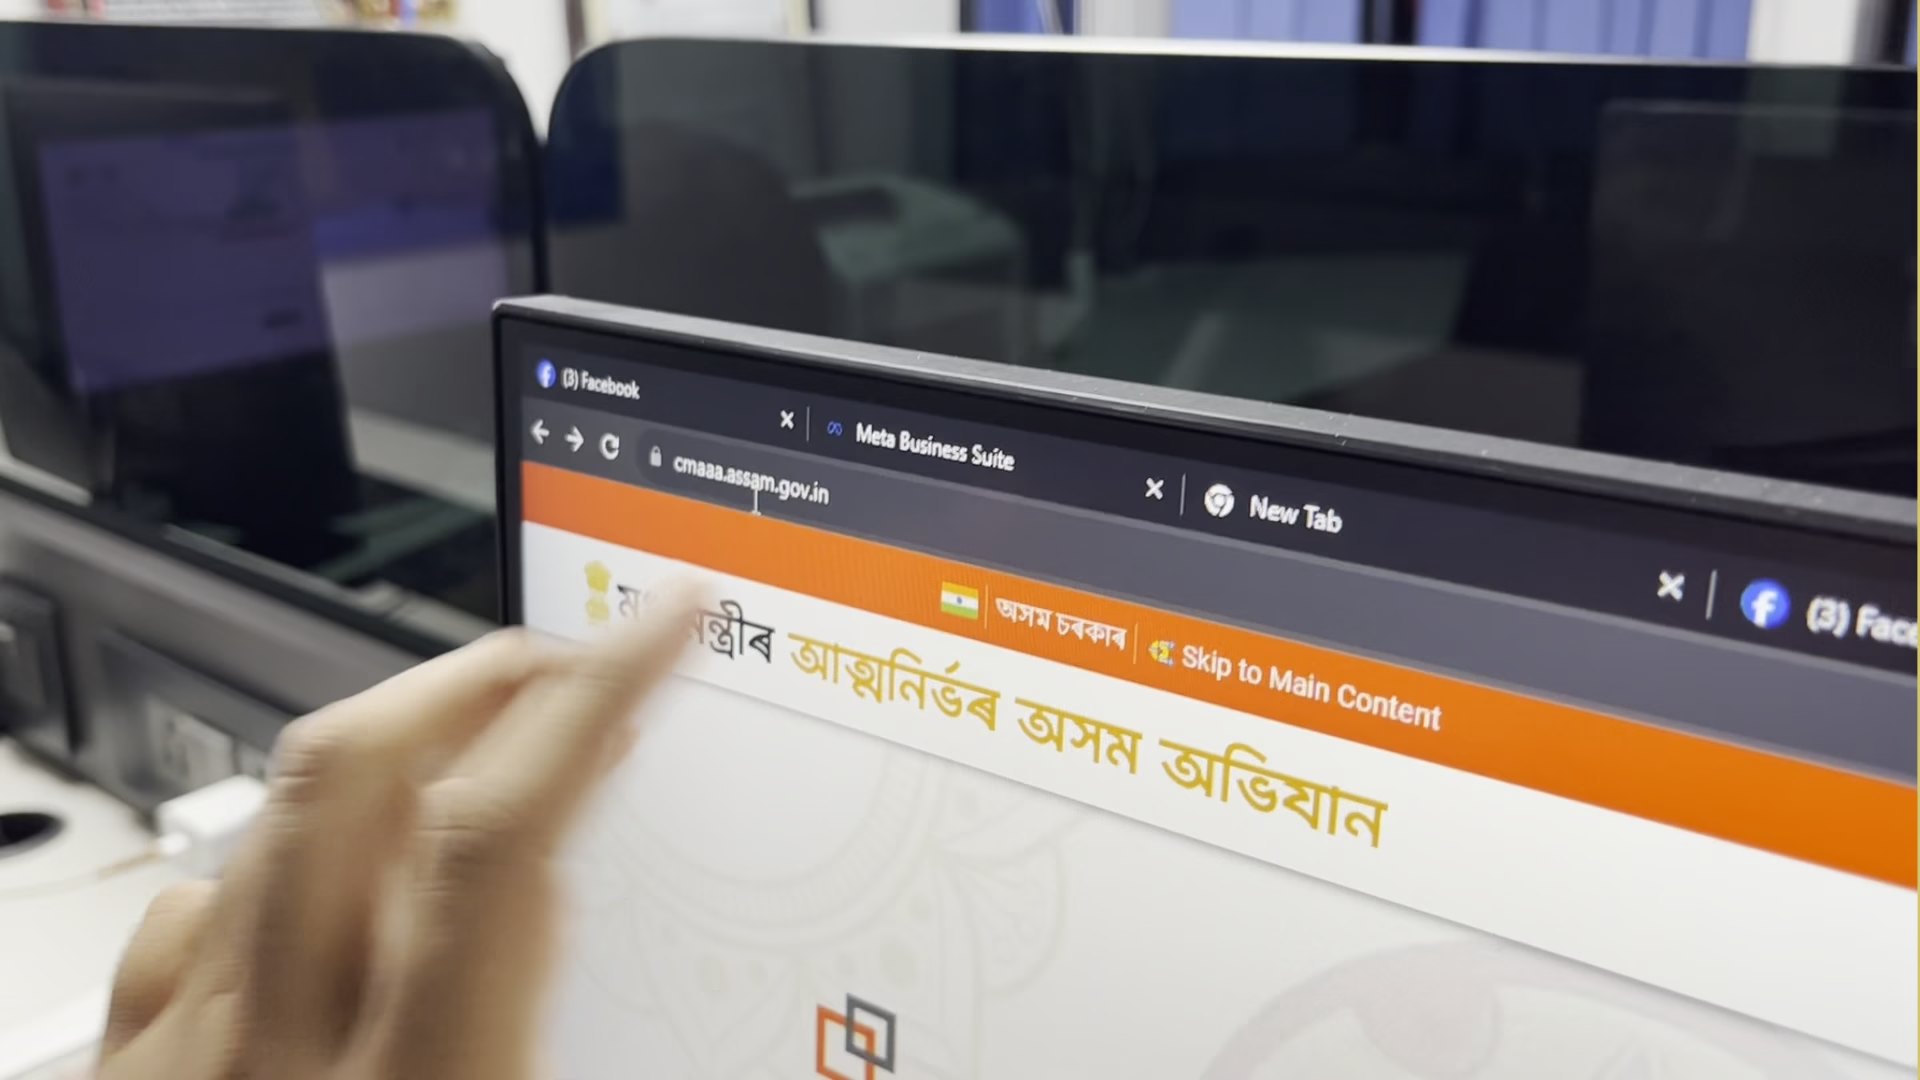 (3) Facebook
Meta Business Suite
New Tab
(3) Face
cmaaa.assam.gov.in
অসম চৰকাৰ
Skip to Main Content
আত্মনিৰ্ভৰ অসম অভিযান